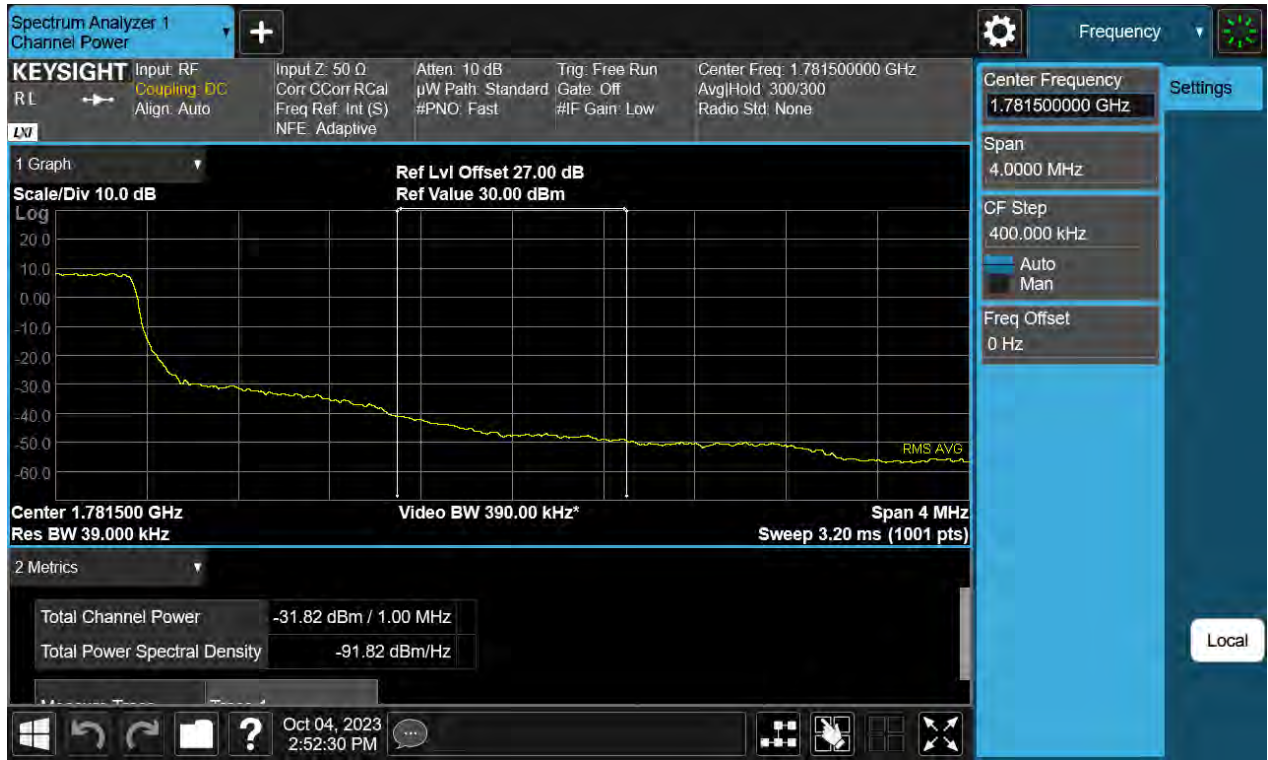 Spectrum Analyzer 1
Channel Power
Frequency
KEYSIGHT
RL
LXI
Input: RF
Coupling: DC
Align: Auto
Input Z: 50 Ω
Corr CCorr RCal
Freq Ref: Int (S)
NFE: Adaptive
Atten: 10 dB
µW Path: Standard
#PNO: Fast
Trig: Free Run
Gate: Off
#IF Gain: Low
Center Freq: 1.781500000 GHz
Avg|Hold: 300/300
Radio Std: None
1 Graph
Scale/Div 10.0 dB
Ref Lvl Offset 27.00 dB
Ref Value 30.00 dBm
Log
20.0
10.0
0.00
-10.0
-20.0
-30.0
-40.0
-50.0
-60.0
RMS AVG
Center 1.781500 GHz
Res BW 39.000 kHz
Video BW 390.00 kHz*
Span 4 MHz
Sweep 3.20 ms (1001 pts)
2 Metrics
Total Channel Power -31.82 dBm / 1.00 MHz
Total Power Spectral Density -91.82 dBm/Hz
Oct 04, 2023
2:52:30 PM
Center Frequency
1.781500000 GHz
Settings
Span
4.0000 MHz
CF Step
400.000 kHz
Auto
Man
Freq Offset
0 Hz
Local